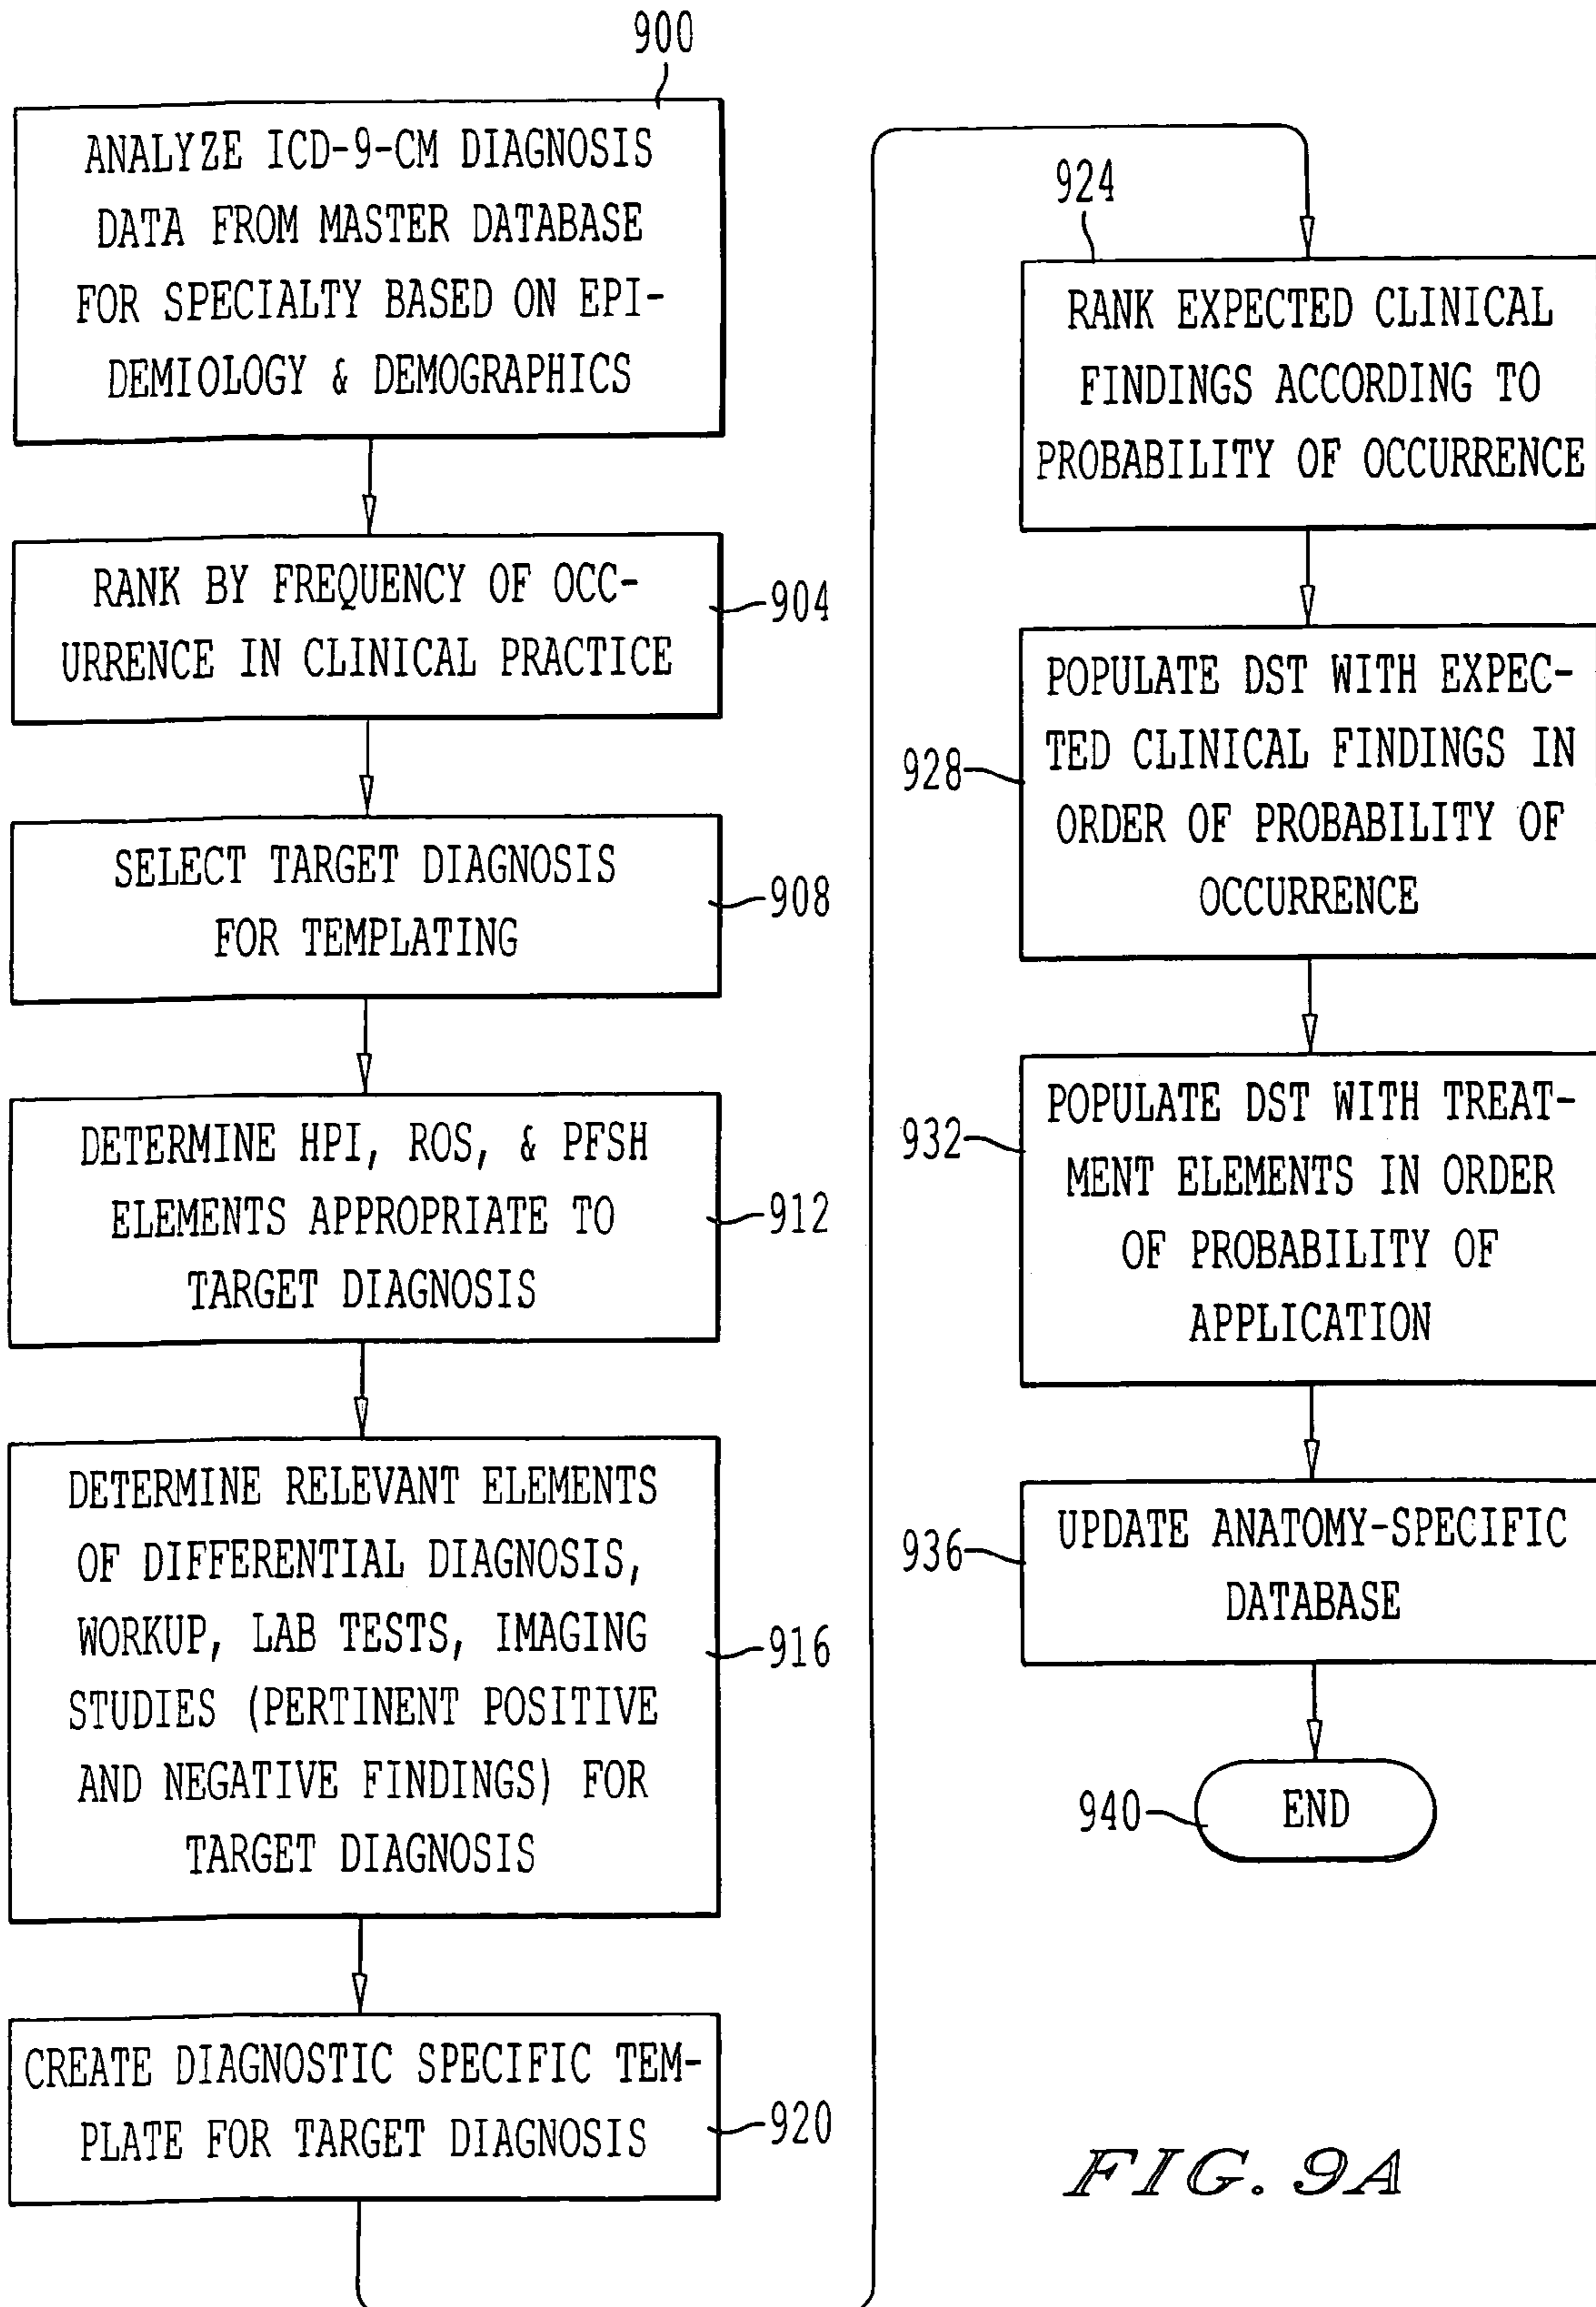 900
ANALYZE ICD-9-CM DIAGNOSIS
DATA FROM MASTER DATABASE
FOR SPECIALTY BASED ON EPI-
DEMIOLOGY & DEMOGRAPHICS
RANK BY FREQUENCY OF OCC-
URRENCE IN CLINICAL PRACTICE
904
SELECT TARGET DIAGNOSIS
FOR TEMPLATING
908
DETERMINE HPI, ROS, & PFSH
ELEMENTS APPROPRIATE TO
TARGET DIAGNOSIS
912
DETERMINE RELEVANT ELEMENTS
OF DIFFERENTIAL DIAGNOSIS,
WORKUP, LAB TESTS, IMAGING
STUDIES (PERTINENT POSITIVE
AND NEGATIVE FINDINGS) FOR
TARGET DIAGNOSIS
916
CREATE DIAGNOSTIC SPECIFIC TEM-
PLATE FOR TARGET DIAGNOSIS
920
924
RANK EXPECTED CLINICAL
FINDINGS ACCORDING TO
PROBABILITY OF OCCURRENCE
POPULATE DST WITH EXPEC-
TED CLINICAL FINDINGS IN
ORDER OF PROBABILITY OF
OCCURRENCE
928
POPULATE DST WITH TREAT-
MENT ELEMENTS IN ORDER
OF PROBABILITY OF
APPLICATION
932
UPDATE ANATOMY-SPECIFIC
DATABASE
936
END
940
FIG. 9A